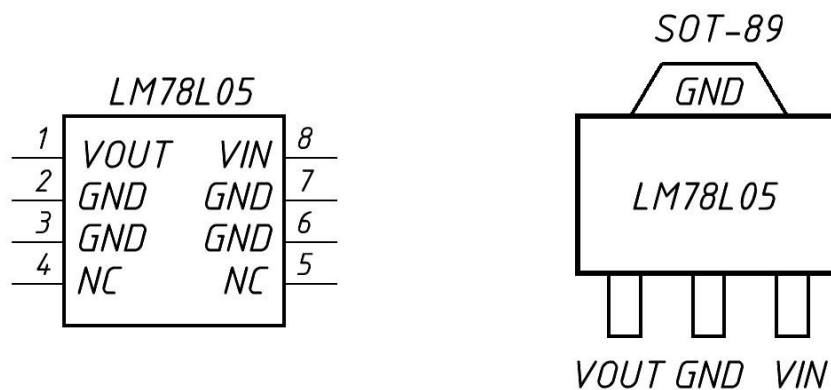 LM78L05
1 VOUT VIN 8
2 GND GND 7
3 GND GND 6
4 NC NC 5
SOT-89
GND
LM78L05
VOUT GND VIN